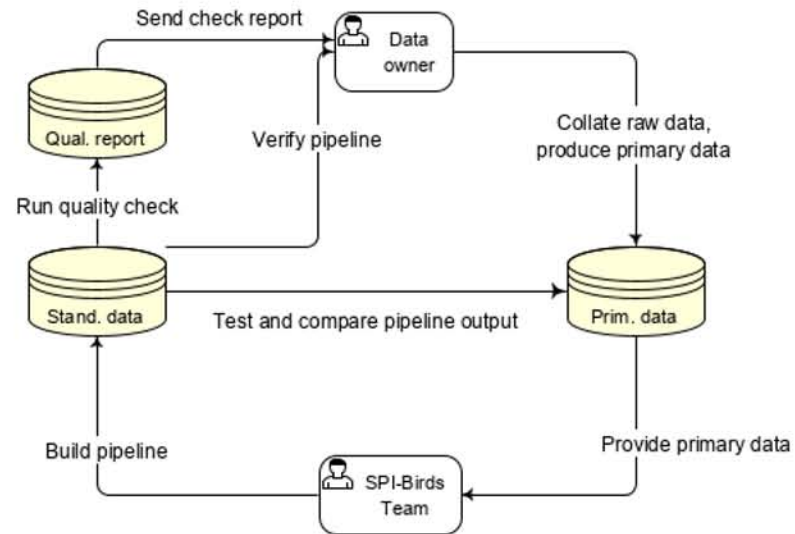 Send check report
Data
owner
Qual. report
Verify pipeline
Collate raw data,
produce primary data
Run quality check
Stand. data
Test and compare pipeline output
Prim. data
Build pipeline
Provide primary data
SPI-Birds
Team